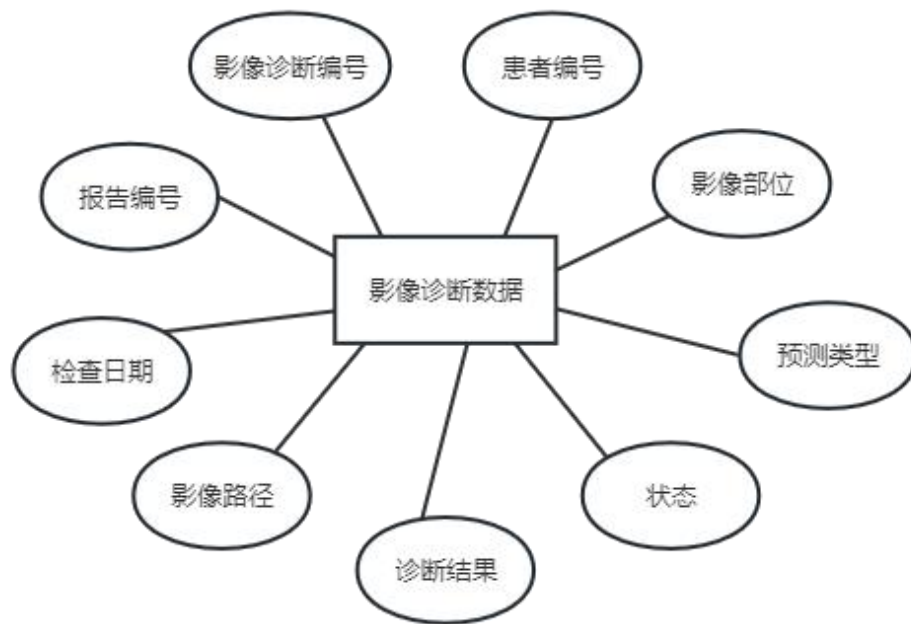 影像诊断编号
患者编号
报告编号
影像部位
影像诊断数据
检查日期
预测类型
影像路径
状态
诊断结果